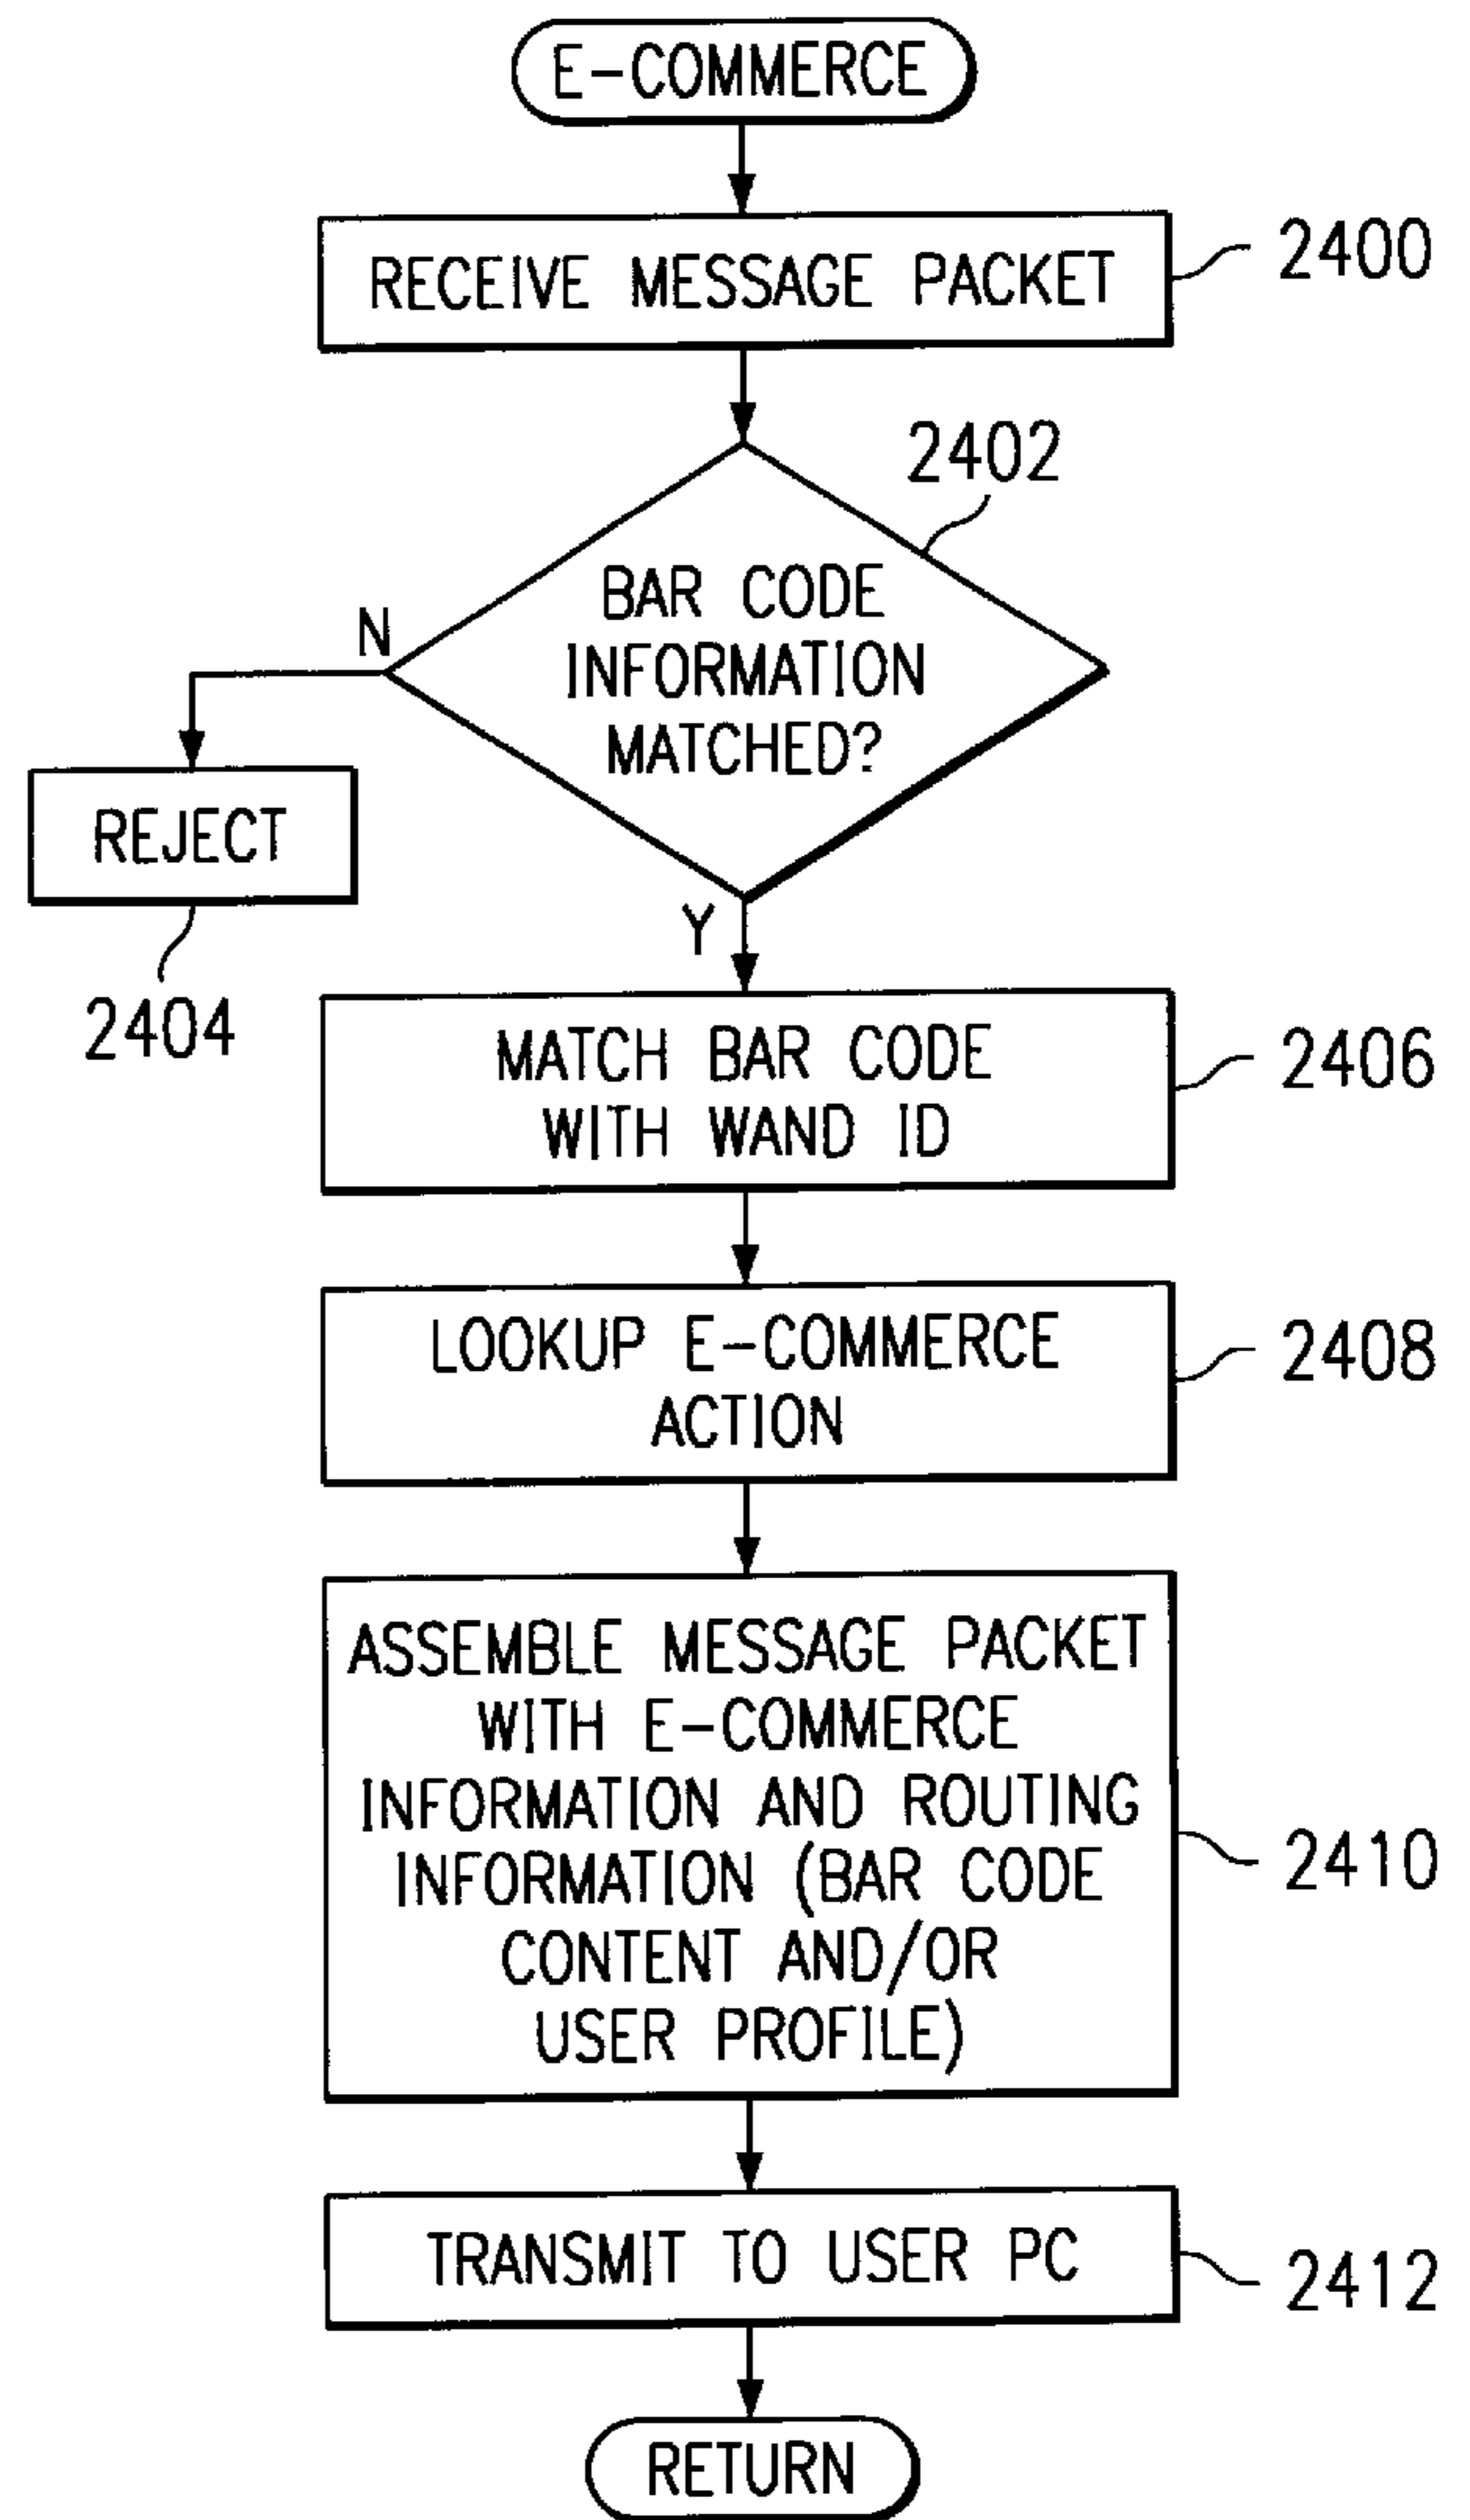 E-COMMERCE
RECEIVE MESSAGE PACKET
2400
2402
BAR CODE
INFORMATION
MATCHED?
N
REJECT
2404
Y
MATCH BAR CODE
WITH WAND ID
2406
LOOKUP E-COMMERCE
ACTION
2408
ASSEMBLE MESSAGE PACKET
WITH E-COMMERCE
INFORMATION AND ROUTING
INFORMATION (BAR CODE
CONTENT AND/OR
USER PROFILE)
2410
TRANSMIT TO USER PC
2412
RETURN